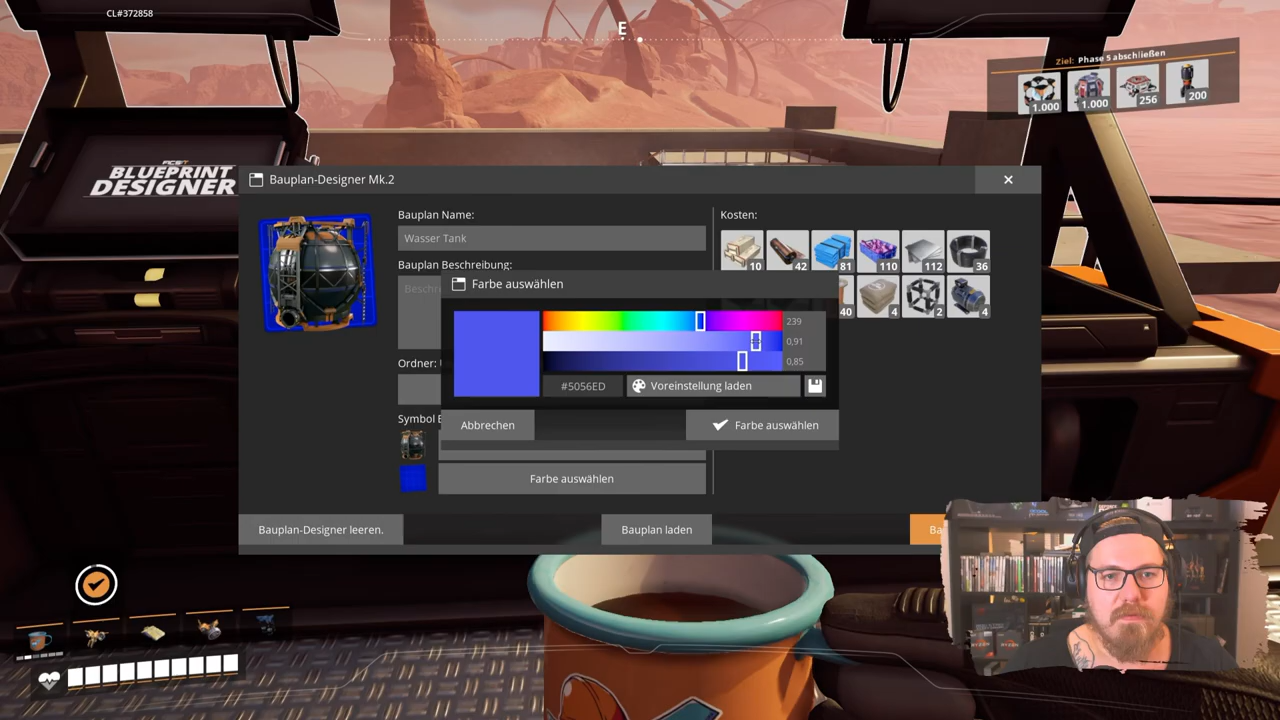 CL#372858
E
Ziel: Phase 5 abschließen
1.000
1.000
256
200
FICSIT
BLUEPRINT
DESIGNER
Bauplan-Designer Mk.2
Bauplan Name:
Wasser Tank
Kosten:
10
42
81
110
112
36
Bauplan Beschreibung:
Farbe auswählen
40
4
2
4
239
0,91
0,85
#5056ED
Voreinstellung laden
Ordner:
Abbrechen
Farbe auswählen
Symbol
Farbe auswählen
Bauplan-Designer leeren.
Bauplan laden
Ba